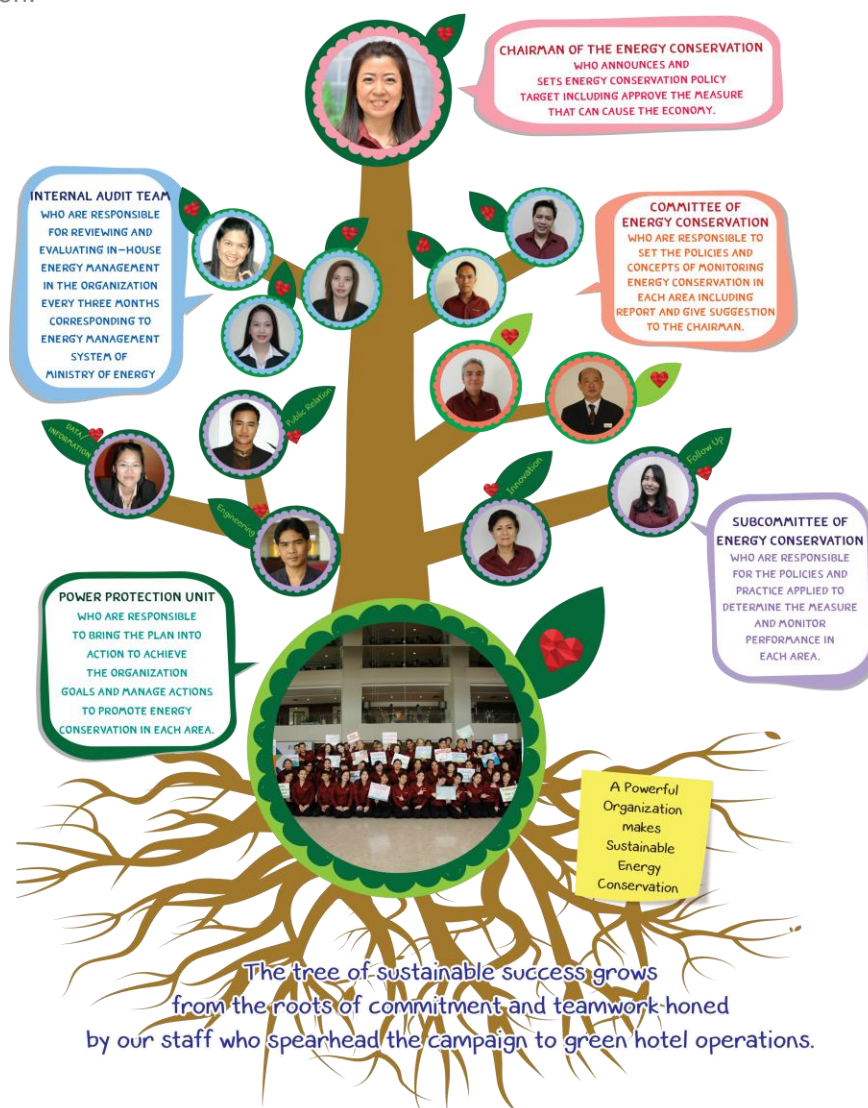 on.
CHAIRMAN OF THE ENERGY CONSERVATION
WHO ANNOUNCES AND
SETS ENERGY CONSERVATION POLICY
TARGET INCLUDING APPROVE THE MEASURE
THAT CAN CAUSE THE ECONOMY.
INTERNAL AUDIT TEAM
WHO ARE RESPONSIBLE
FOR REVIEWING AND
EVALUATING IN-HOUSE
ENERGY MANAGEMENT
IN THE ORGANIZATION
EVERY THREE MONTHS
CORRESPONDING TO
ENERGY MANAGEMENT
SYSTEM OF
MINISTRY OF ENERGY
COMMITTEE OF
ENERGY CONSERVATION
WHO ARE RESPONSIBLE TO
SET THE POLICIES AND
CONCEPTS OF MONITORING
ENERGY CONSERVATION IN
EACH AREA INCLUDING
REPORT AND GIVE SUGGESTION
TO THE CHAIRMAN.
DATA/
INFORMATION
Public Relation
Engineering
Innovation
Follow Up
SUBCOMMITTEE OF
ENERGY CONSERVATION
WHO ARE RESPONSIBLE
FOR THE POLICIES AND
PRACTICE APPLIED TO
DETERMINE THE MEASURE
AND MONITOR
PERFORMANCE IN
EACH AREA.
POWER PROTECTION UNIT
WHO ARE RESPONSIBLE
TO BRING THE PLAN INTO
ACTION TO ACHIEVE
THE ORGANIZATION
GOALS AND MANAGE ACTIONS
TO PROMOTE ENERGY
CONSERVATION IN EACH AREA.
A Powerful
Organization
makes
Sustainable
Energy
Conservation
The tree of sustainable success grows
from the roots of commitment and teamwork honed
by our staff who spearhead the campaign to green hotel operations.